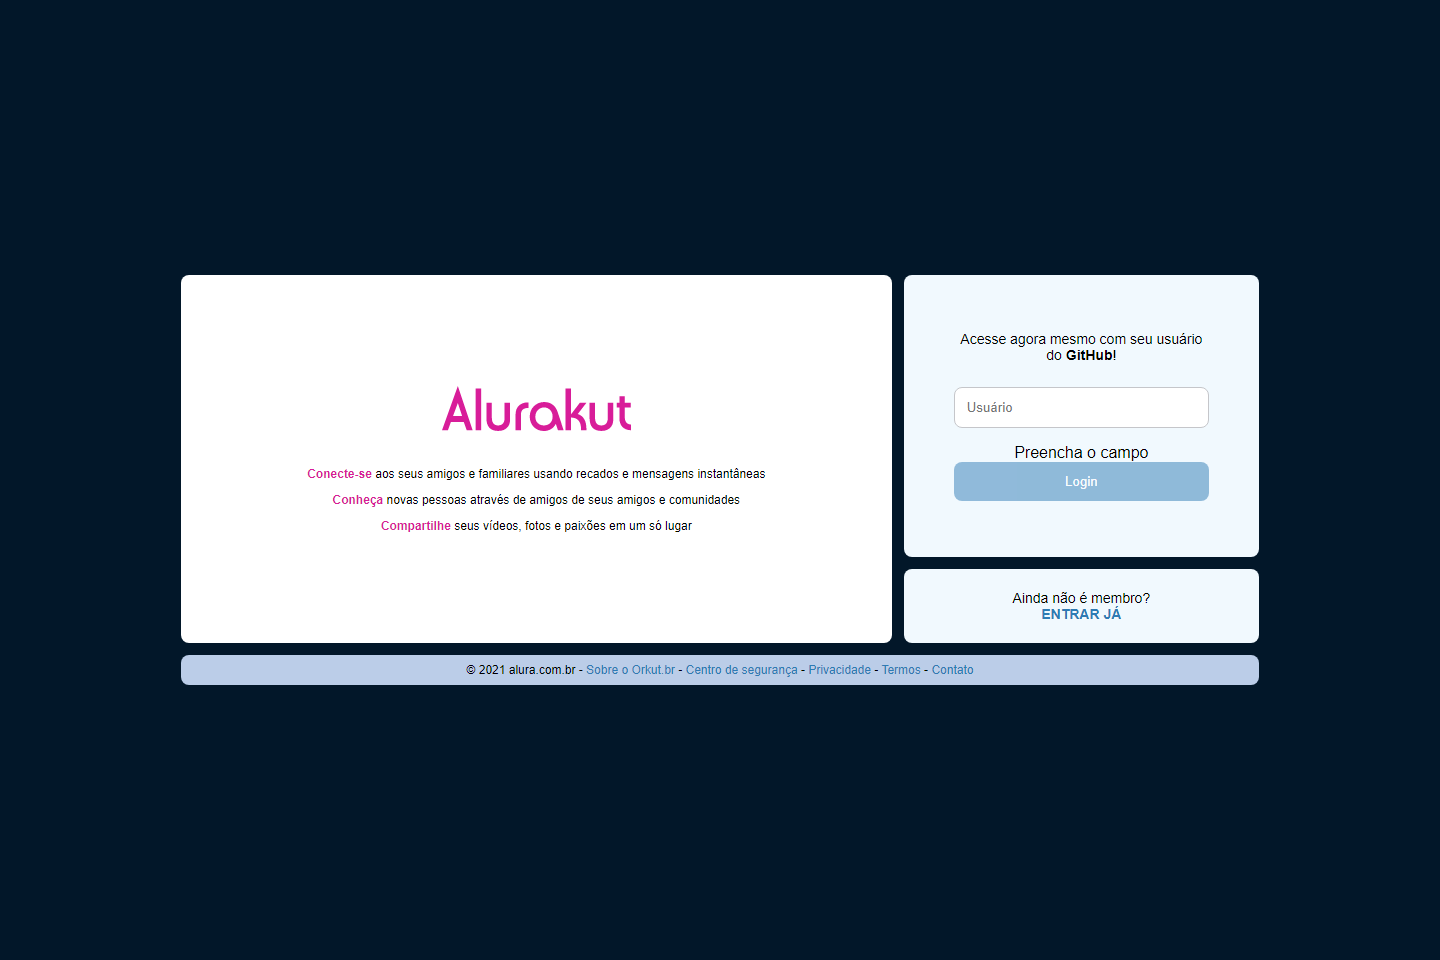 Alurakut
Conecte-se aos seus amigos e familiares usando recados e mensagens instantâneas
Conheça novas pessoas através de amigos de seus amigos e comunidades
Compartilhe seus vídeos, fotos e paixões em um só lugar
Acesse agora mesmo com seu usuário
do GitHub!
Usuário
Preencha o campo
Login
Ainda não é membro?
ENTRAR JÁ
© 2021 alura.com.br - Sobre o Orkut.br - Centro de segurança - Privacidade - Termos - Contato